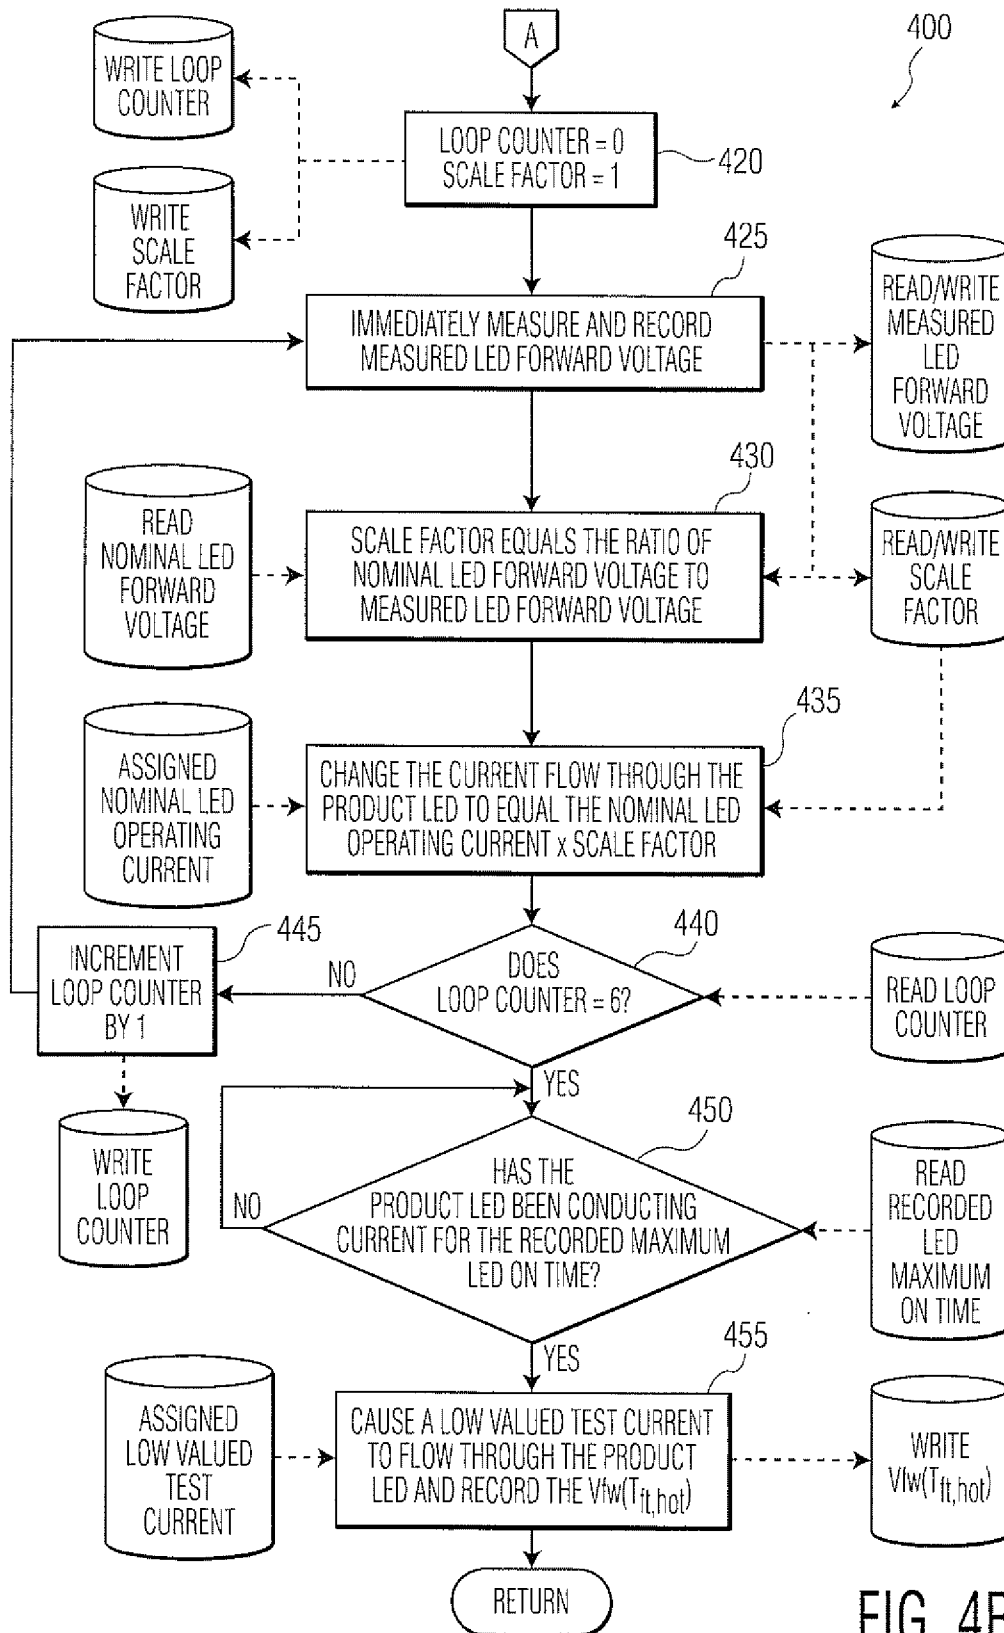 A
400
WRITE LOOP
COUNTER
LOOP COUNTER = 0
SCALE FACTOR = 1
420
WRITE
SCALE
FACTOR
425
IMMEDIATELY MEASURE AND RECORD
MEASURED LED FORWARD VOLTAGE
READ/WRITE
MEASURED
LED
FORWARD
VOLTAGE
430
READ
NOMINAL LED
FORWARD
VOLTAGE
SCALE FACTOR EQUALS THE RATIO OF
NOMINAL LED FORWARD VOLTAGE TO
MEASURED LED FORWARD VOLTAGE
READ/WRITE
SCALE
FACTOR
435
ASSIGNED
NOMINAL LED
OPERATING
CURRENT
CHANGE THE CURRENT FLOW THROUGH THE
PRODUCT LED TO EQUAL THE NOMINAL LED
OPERATING CURRENT x SCALE FACTOR
445
INCREMENT
LOOP COUNTER
BY 1
NO
440
DOES
LOOP COUNTER = 6?
READ LOOP
COUNTER
YES
WRITE
LOOP
COUNTER
450
NO
HAS THE
PRODUCT LED BEEN CONDUCTING
CURRENT FOR THE RECORDED MAXIMUM
LED ON TIME?
READ
RECORDED
LED
MAXIMUM
ON TIME
YES
455
ASSIGNED
LOW VALUED
TEST
CURRENT
CAUSE A LOW VALUED TEST CURRENT
TO FLOW THROUGH THE PRODUCT
LED AND RECORD THE Vfw(Tft,hot)
WRITE
Vfw(Tft,hot)
RETURN
FIG. 4B